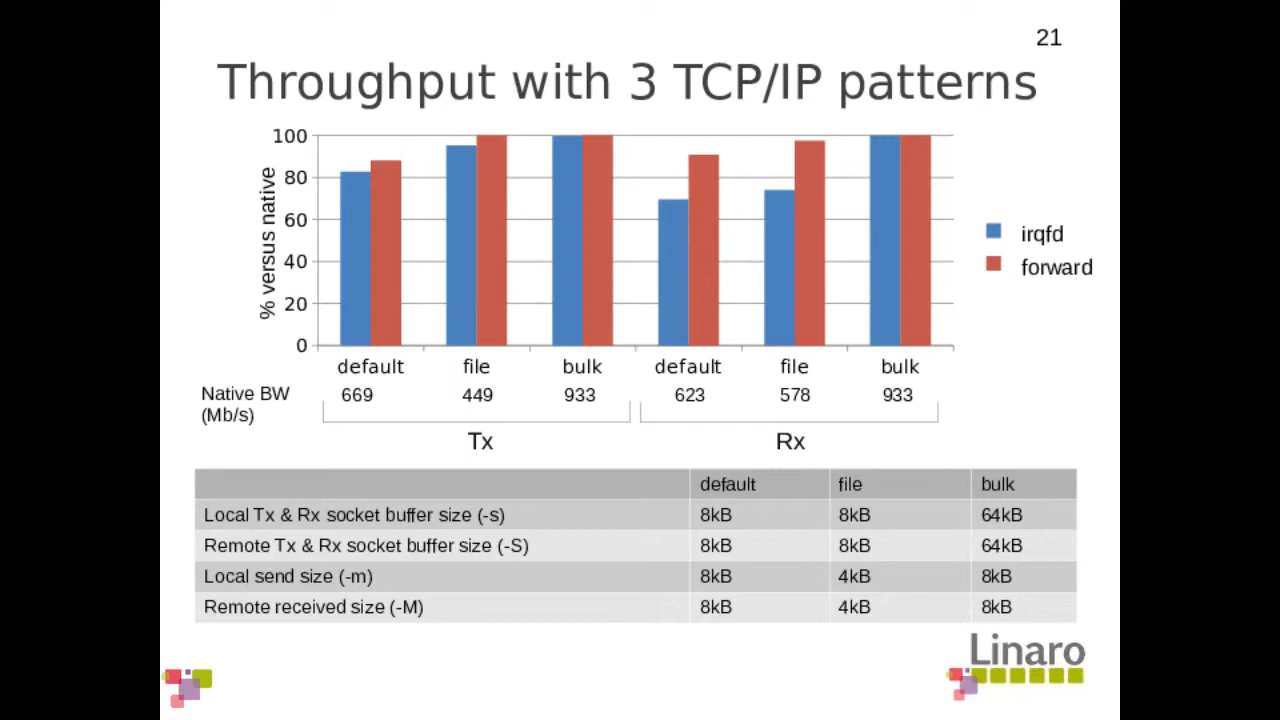 21
Throughput with 3 TCP/IP patterns
% versus native
100
80
60
40
20
0
irqfd
forward
default file bulk default file bulk
Native BW (Mb/s) 669 449 933 623 578 933
Tx Rx
default file bulk
Local Tx & Rx socket buffer size (-s) 8kB 8kB 64kB
Remote Tx & Rx socket buffer size (-S) 8kB 8kB 64kB
Local send size (-m) 8kB 4kB 8kB
Remote received size (-M) 8kB 4kB 8kB
Linaro